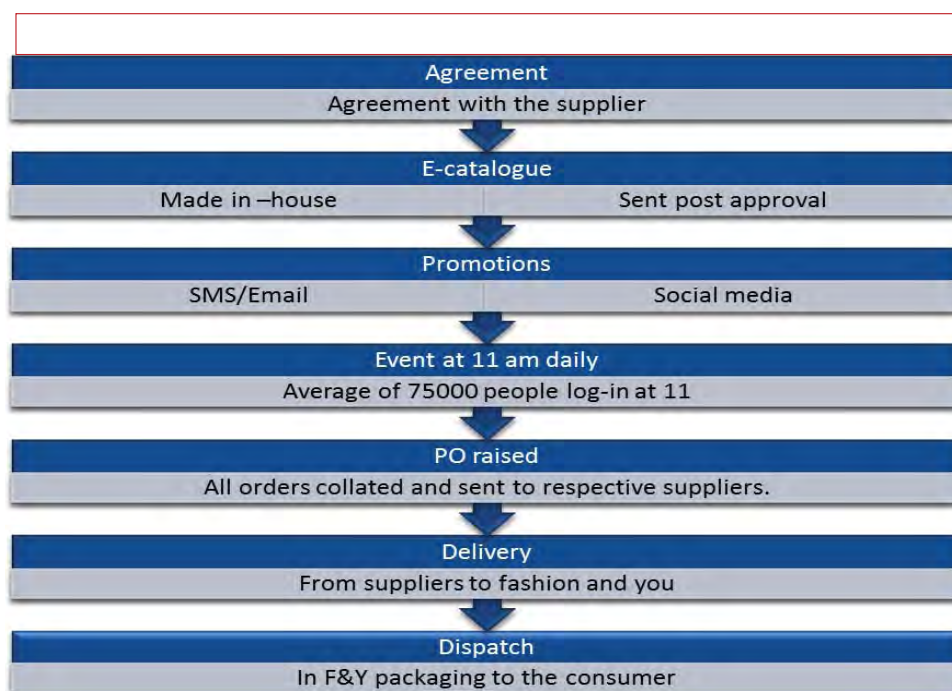 Agreement
Agreement with the supplier
E-catalogue
Made in –house
Sent post approval
Promotions
SMS/Email
Social media
Event at 11 am daily
Average of 75000 people log-in at 11
PO raised
All orders collated and sent to respective suppliers.
Delivery
From suppliers to fashion and you
Dispatch
In F&Y packaging to the consumer